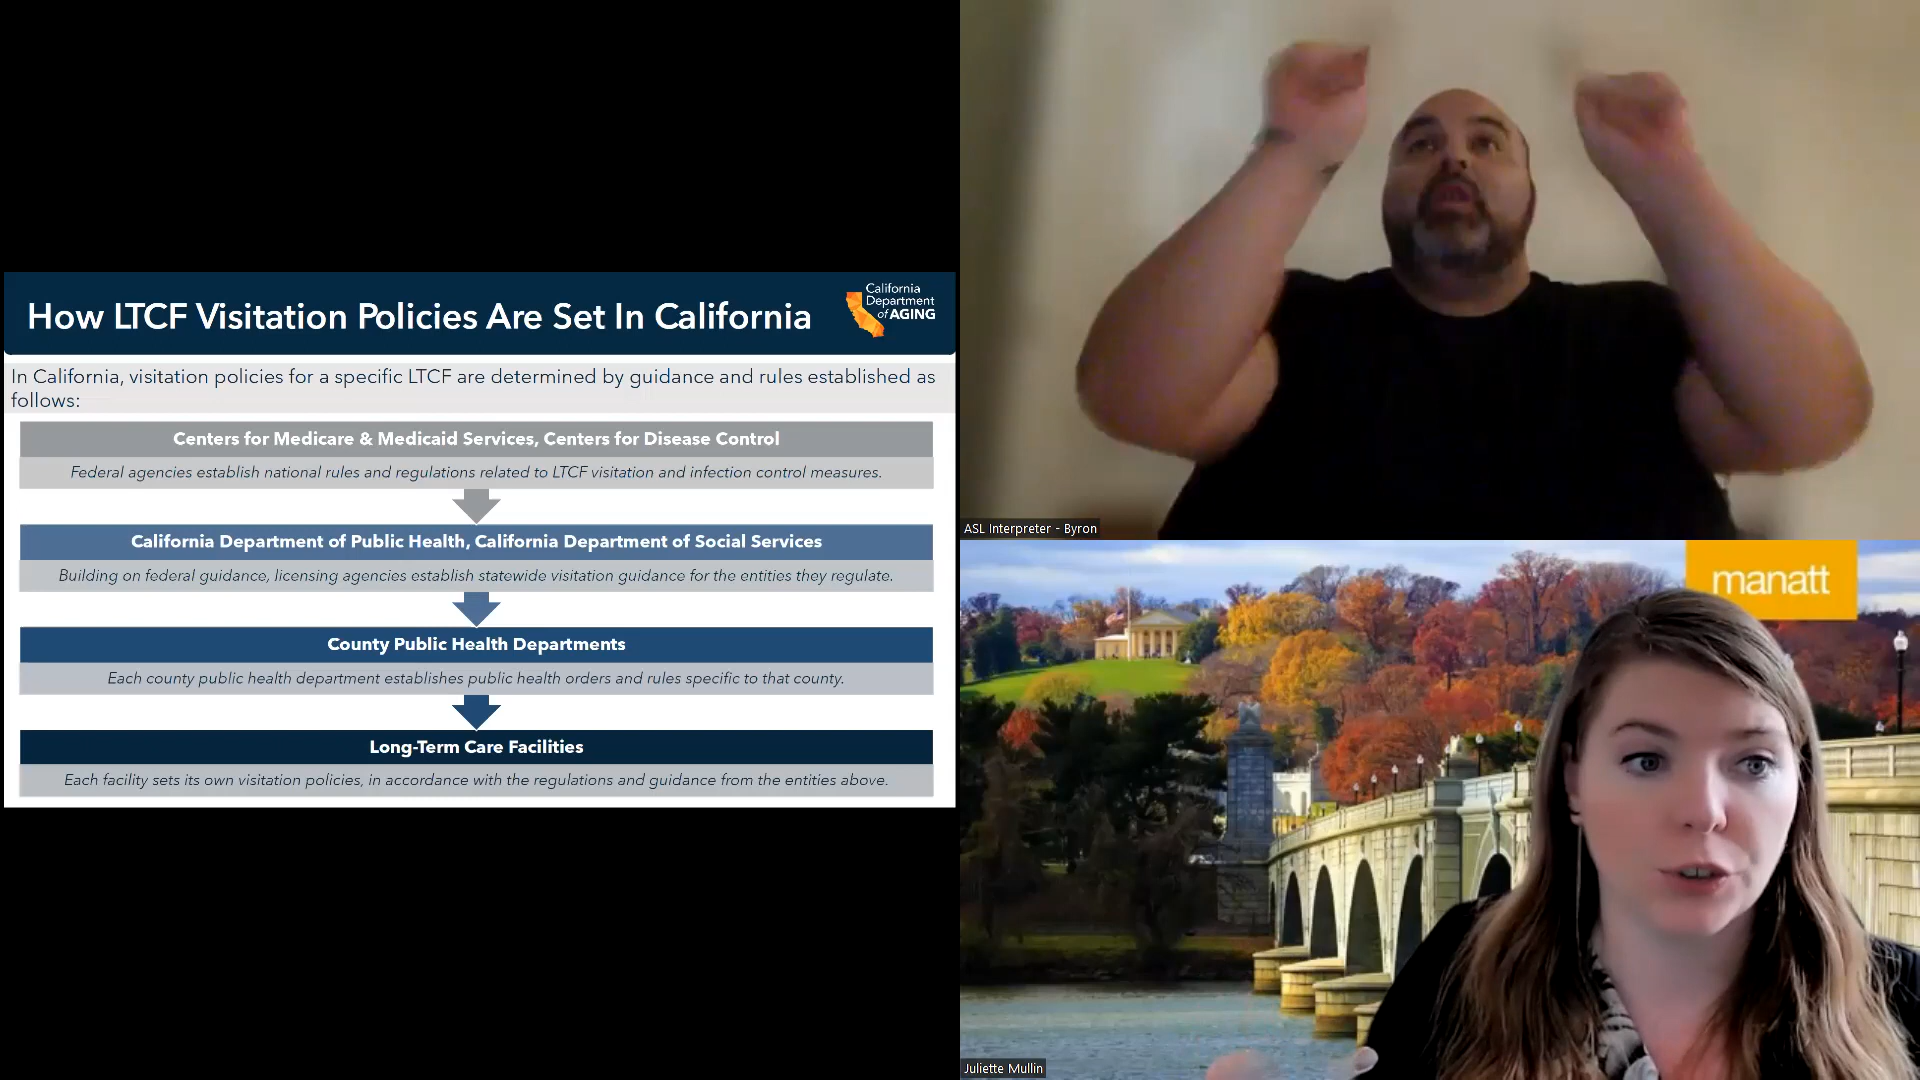 How LTCF Visitation Policies Are Set In California
California
Department
of AGING
In California, visitation policies for a specific LTCF are determined by guidance and rules established as
follows:
Centers for Medicare & Medicaid Services, Centers for Disease Control
Federal agencies establish national rules and regulations related to LTCF visitation and infection control measures.
California Department of Public Health, California Department of Social Services
Building on federal guidance, licensing agencies establish statewide visitation guidance for the entities they regulate.
County Public Health Departments
Each county public health department establishes public health orders and rules specific to that county.
Long-Term Care Facilities
Each facility sets its own visitation policies, in accordance with the regulations and guidance from the entities above.
ASL Interpreter - Byron
manatt
Juliette Mullin